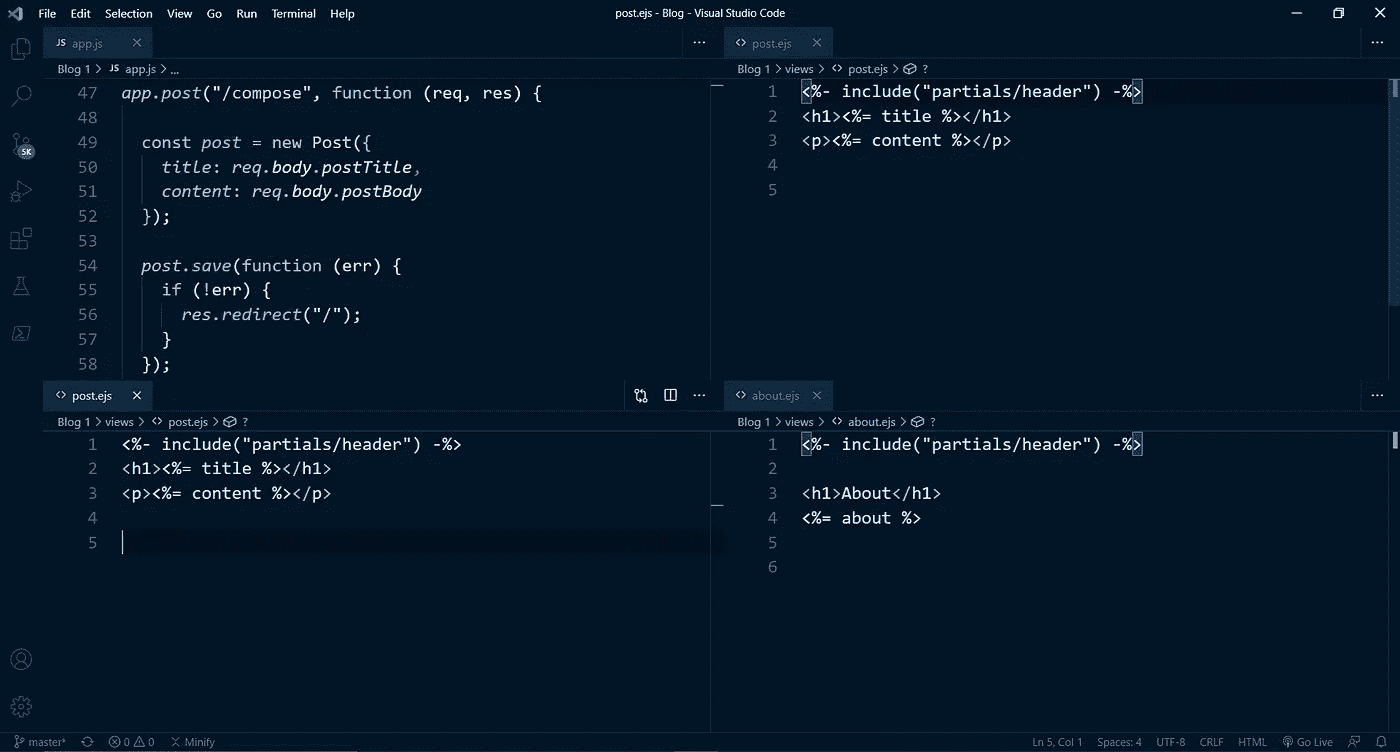 File Edit Selection View Go Run Terminal Help post.ejs - Blog - Visual Studio Code
JS app.js
Blog 1 > JS app.js > ...
47 app.post("/compose", function (req, res) {
48
49 const post = new Post({
50 title: req.body.postTitle,
51 content: req.body.postBody
52 });
53
54 post.save(function (err) {
55 if (!err) {
56 res.redirect("/");
57 }
58 });
<> post.ejs
Blog 1 > views > <> post.ejs > ?
1 <%- include("partials/header") -%>
2 <h1><%= title %></h1>
3 <p><%= content %></p>
4
5
<> post.ejs
Blog 1 > views > <> post.ejs > ?
1 <%- include("partials/header") -%>
2 <h1><%= title %></h1>
3 <p><%= content %></p>
4
5
<> about.ejs
Blog 1 > views > <> about.ejs > ?
1 <%- include("partials/header") -%>
2
3 <h1>About</h1>
4 <%= about %>
5
6
5K
master* 0 0 Minify Ln 5, Col 1 Spaces: 4 UTF-8 CRLF HTML Go Live